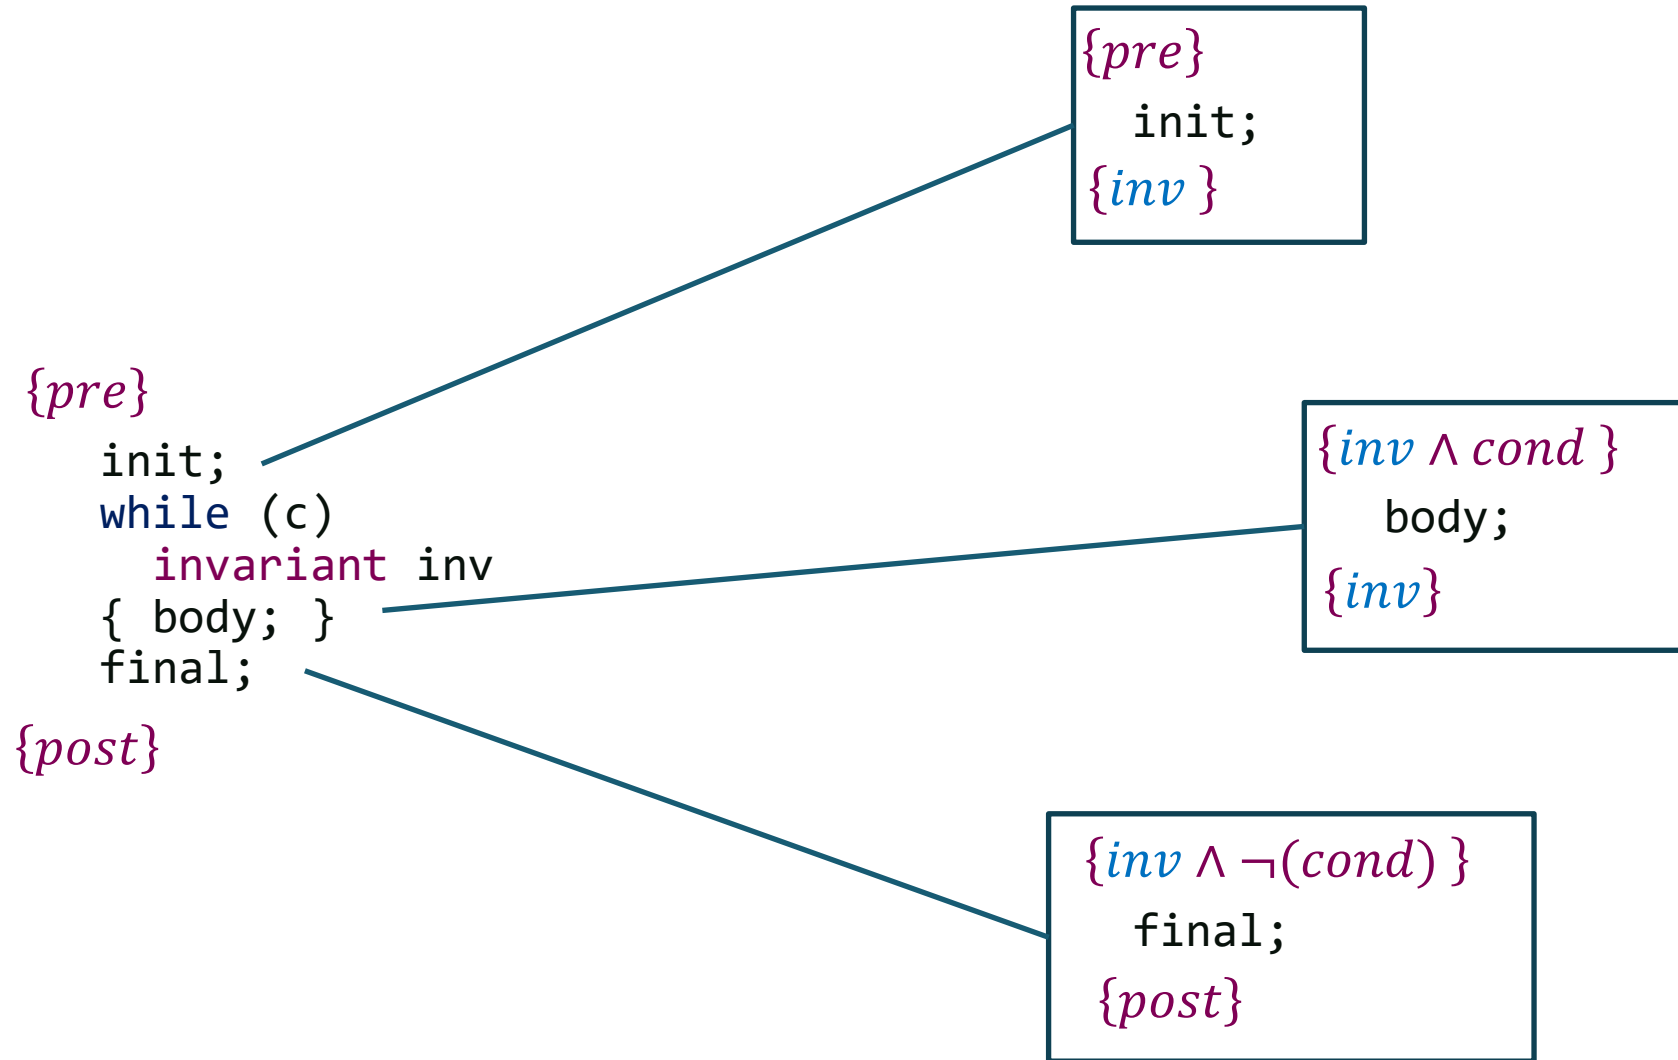 {pre}
init;
while (c)
invariant inv
{ body; }
final;
{post}
{pre}
init;
{inv }
{inv ∧ cond }
body;
{inv}
{inv ∧ ¬(cond) }
final;
{post}